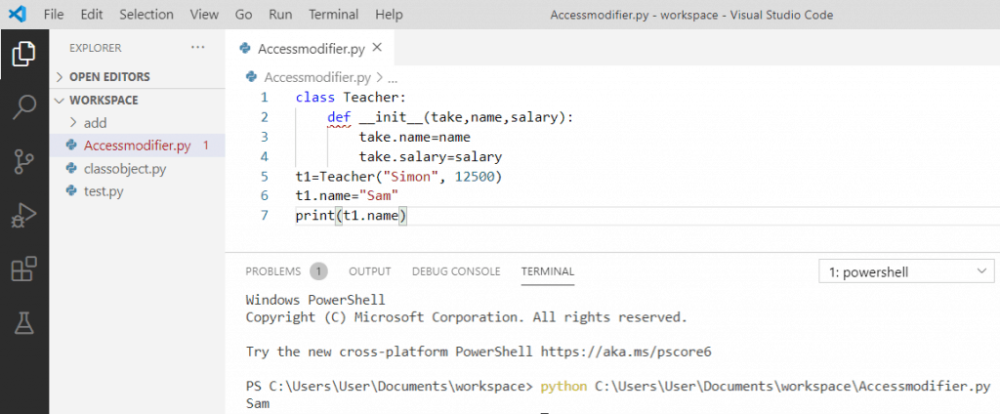 File Edit Selection View Go Run Terminal Help Accessmodifier.py - workspace - Visual Studio Code
EXPLORER ...
OPEN EDITORS
WORKSPACE
add
Accessmodifier.py 1
classobject.py
test.py
Accessmodifier.py
Accessmodifier.py > ...
1 class Teacher:
2     def __init__(take,name,salary):
3         take.name=name
4         take.salary=salary
5 t1=Teacher("Simon", 12500)
6 t1.name="Sam"
7 print(t1.name)
PROBLEMS 1 OUTPUT DEBUG CONSOLE TERMINAL 1: powershell
Windows PowerShell
Copyright (C) Microsoft Corporation. All rights reserved.
Try the new cross-platform PowerShell https://aka.ms/pscore6
PS C:\Users\User\Documents\workspace> python C:\Users\User\Documents\workspace\Accessmodifier.py
Sam